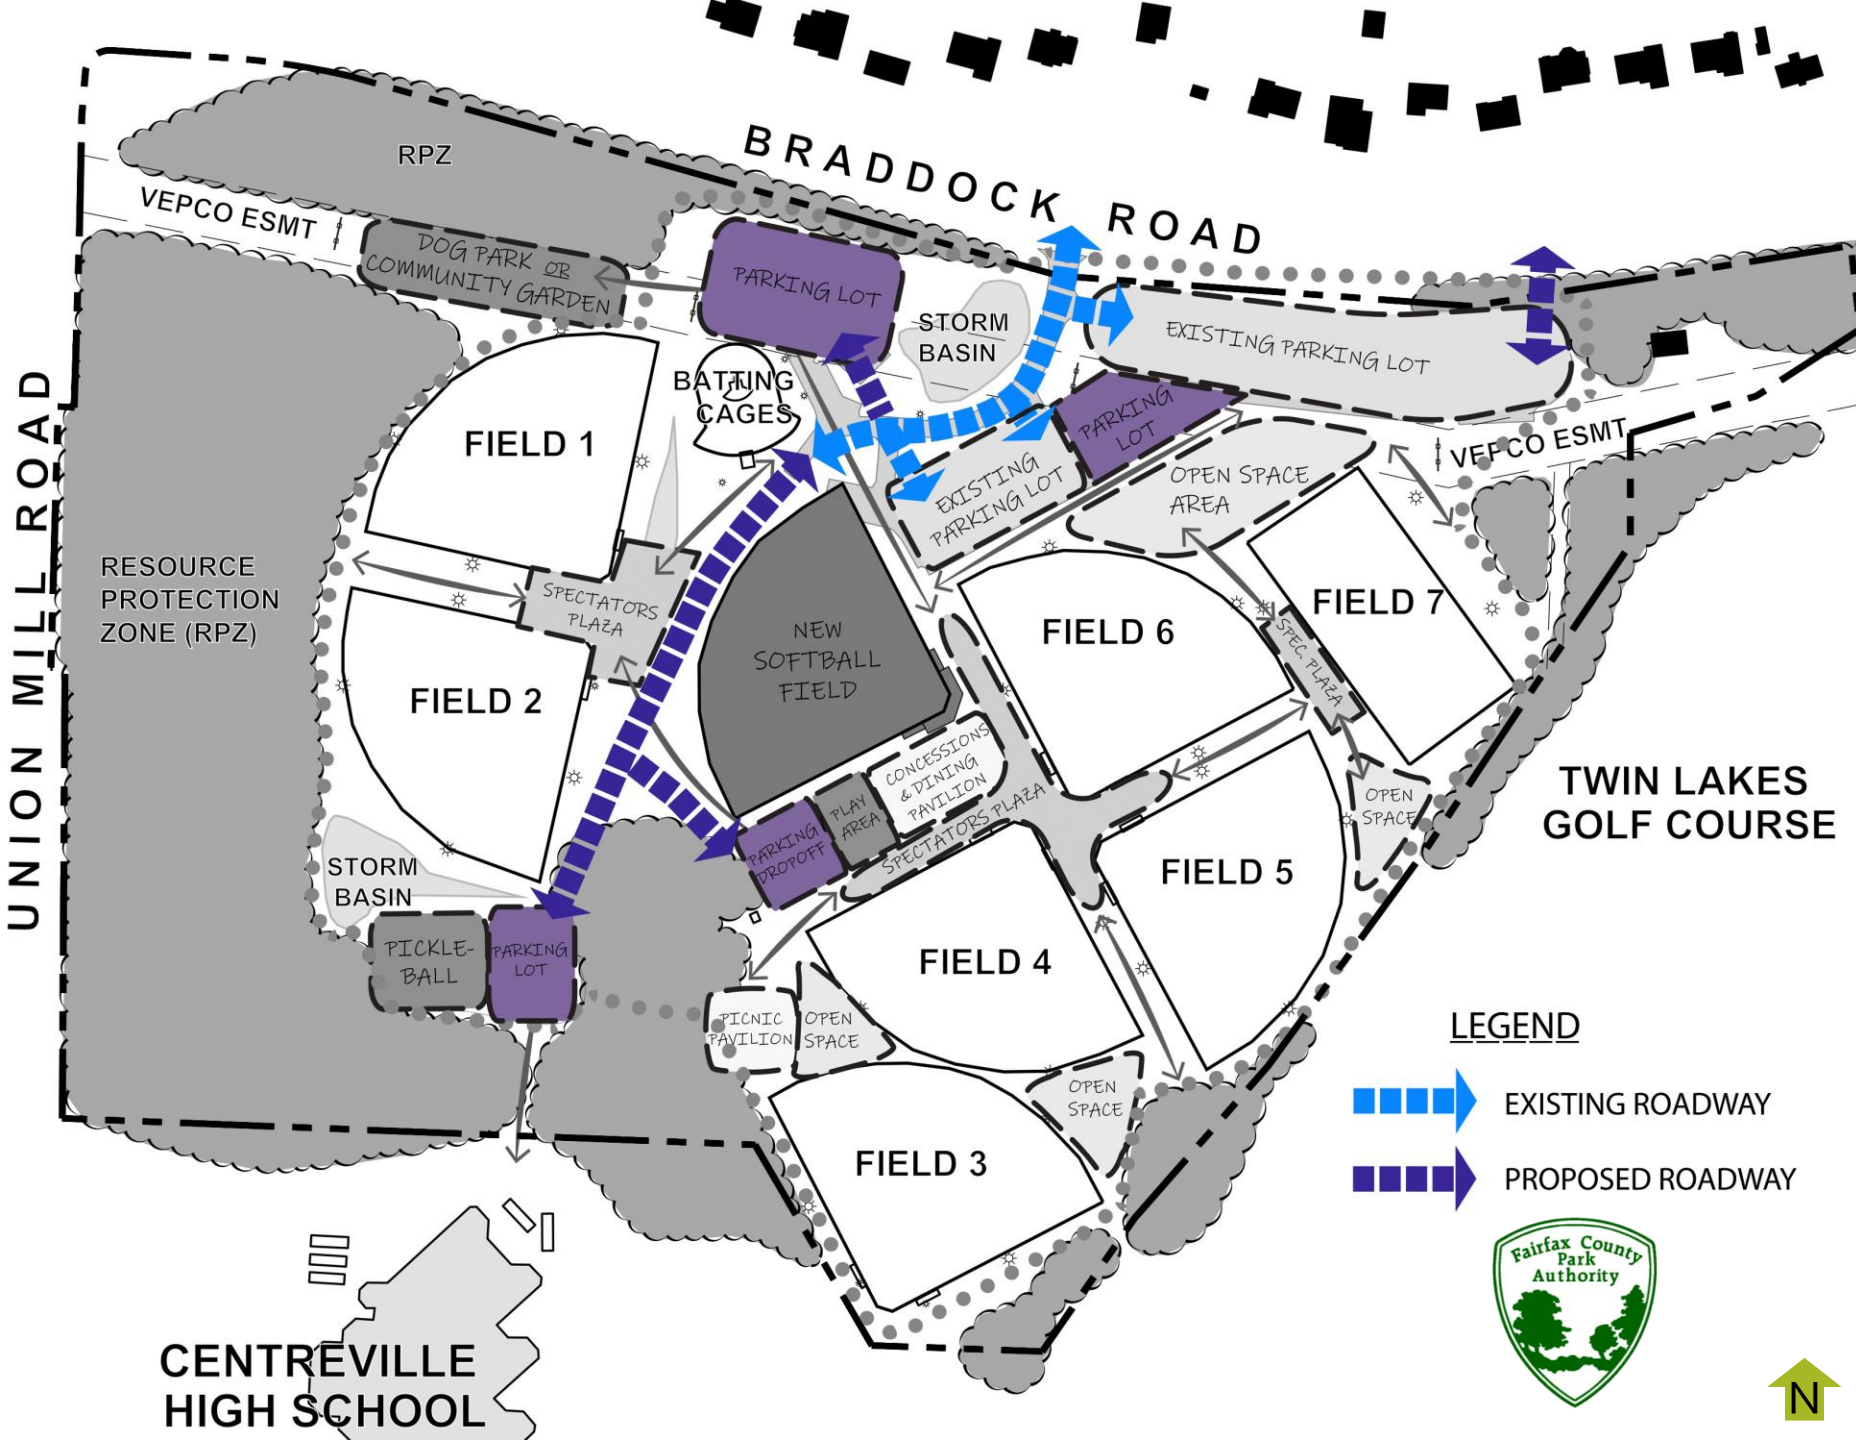 BRADDOCK ROAD
RPZ
VEPCO ESMT
DOG PARK OR
COMMUNITY GARDEN
PARKING LOT
STORM
BASIN
EXISTING PARKING LOT
BATTING
CAGES
PARKING
LOT
FIELD 1
VEPCO ESMT
EXISTING
PARKING LOT
OPEN SPACE
AREA
UNION MILL ROAD
RESOURCE
PROTECTION
ZONE (RPZ)
SPECTATORS
PLAZA
NEW
SOFTBALL
FIELD
FIELD 6
FIELD 7
SPEC. PLAZA
FIELD 2
CONCESSIONS
& DINING
PAVILION
PLAY
AREA
SPECTATORS PLAZA
PARKING
DROPOFF
OPEN
SPACE
TWIN LAKES
GOLF COURSE
STORM
BASIN
FIELD 5
PICKLE-
BALL
PARKING
LOT
FIELD 4
PICNIC
PAVILION
OPEN
SPACE
OPEN
SPACE
FIELD 3
LEGEND
EXISTING ROADWAY
PROPOSED ROADWAY
Fairfax County
Park
Authority
CENTREVILLE
HIGH SCHOOL
N